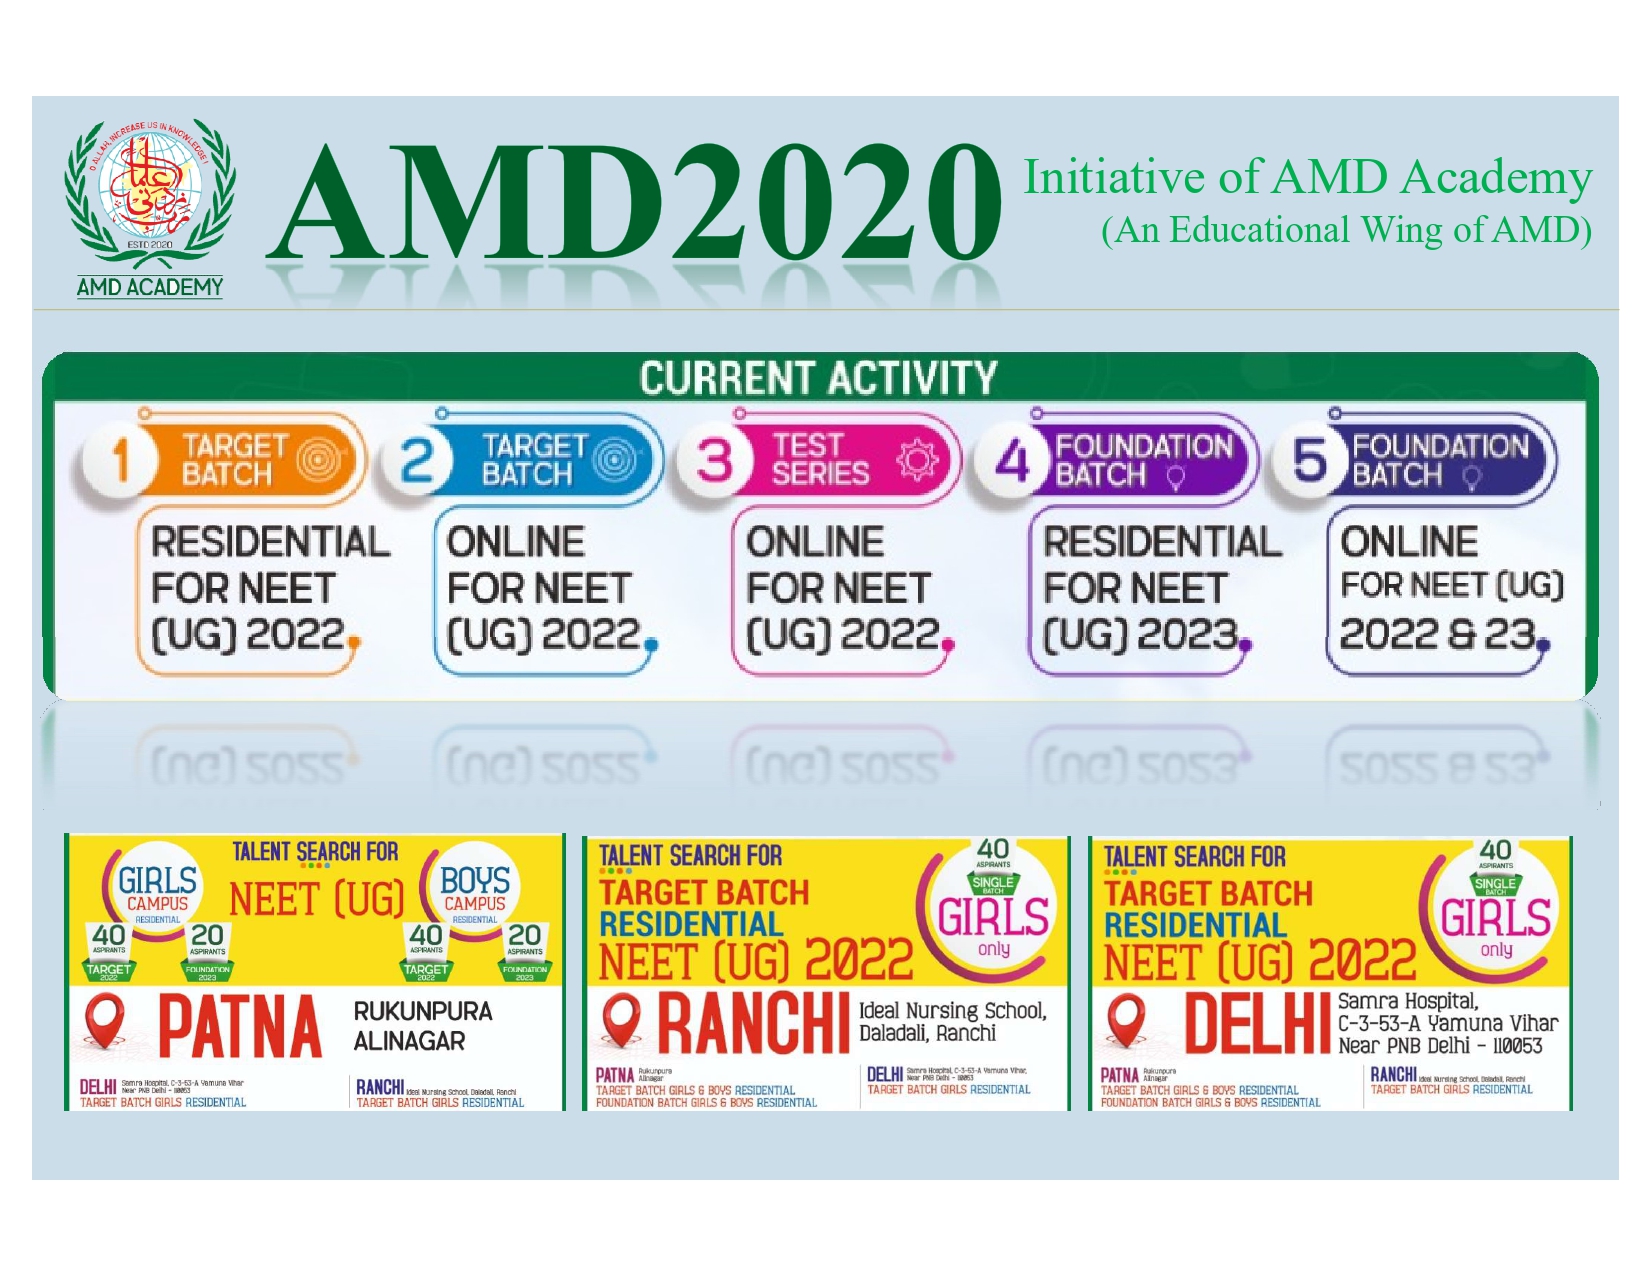 O ALLAH, INCREASE US IN KNOWLEDGE!
ESTD 2020
AMD ACADEMY
AMD2020
Initiative of AMD Academy
(An Educational Wing of AMD)
CURRENT ACTIVITY
1 TARGET BATCH
RESIDENTIAL
FOR NEET
(UG) 2022
2 TARGET BATCH
ONLINE
FOR NEET
(UG) 2022
3 TEST SERIES
ONLINE
FOR NEET
(UG) 2022
4 FOUNDATION BATCH
RESIDENTIAL
FOR NEET
(UG) 2023
5 FOUNDATION BATCH
ONLINE
FOR NEET (UG)
2022 & 23
TALENT SEARCH FOR
NEET (UG)
GIRLS
CAMPUS
RESIDENTIAL
40
ASPIRANTS
TARGET
2022
20
ASPIRANTS
FOUNDATION
2023
BOYS
CAMPUS
RESIDENTIAL
40
ASPIRANTS
TARGET
2022
20
ASPIRANTS
FOUNDATION
2023
PATNA
RUKUNPURA
ALINAGAR
DELHI Samra Hospital, C-3-53-A Yamuna Vihar
Near PNB Delhi - 110053
TARGET BATCH GIRLS RESIDENTIAL
RANCHI Ideal Nursing School, Daladali, Ranchi
TARGET BATCH GIRLS RESIDENTIAL
TALENT SEARCH FOR
TARGET BATCH
RESIDENTIAL
NEET (UG) 2022
40
ASPIRANTS
SINGLE
BATCH
GIRLS
only
RANCHI
Ideal Nursing School,
Daladali, Ranchi
PATNA Rukunpura
Alinagar
TARGET BATCH GIRLS & BOYS RESIDENTIAL
FOUNDATION BATCH GIRLS & BOYS RESIDENTIAL
DELHI Samra Hospital, C-3-53-A Yamuna Vihar,
Near PNB Delhi - 110053
TARGET BATCH GIRLS RESIDENTIAL
TALENT SEARCH FOR
TARGET BATCH
RESIDENTIAL
NEET (UG) 2022
40
ASPIRANTS
SINGLE
BATCH
GIRLS
only
DELHI
Samra Hospital,
C-3-53-A Yamuna Vihar
Near PNB Delhi - 110053
PATNA Rukunpura
Alinagar
TARGET BATCH GIRLS & BOYS RESIDENTIAL
FOUNDATION BATCH GIRLS & BOYS RESIDENTIAL
RANCHI Ideal Nursing School, Daladali, Ranchi
TARGET BATCH GIRLS RESIDENTIAL